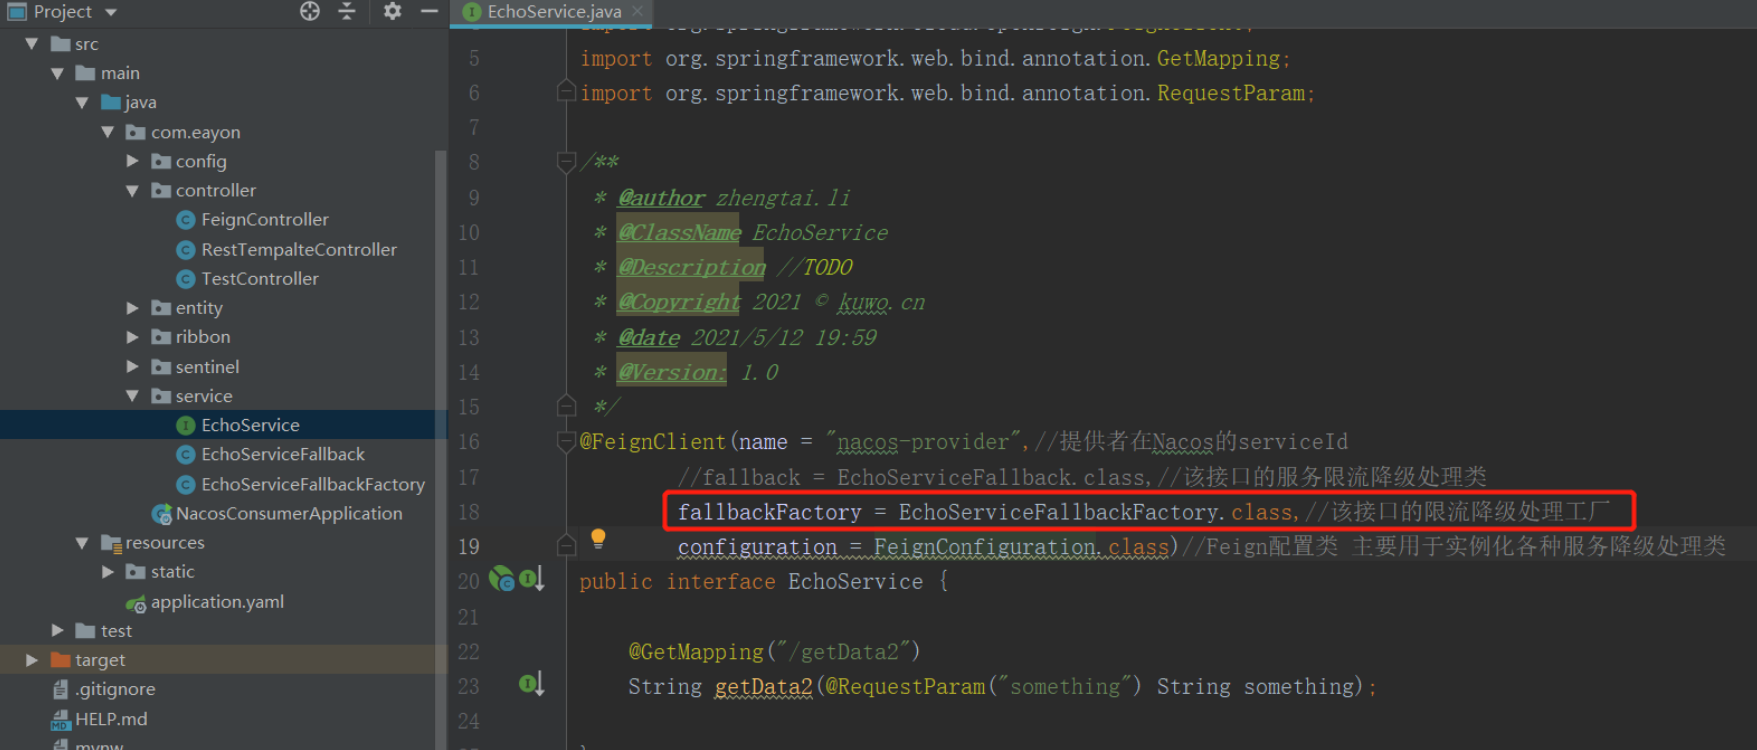 Project
EchoService.java
src
main
java
com.eayon
config
controller
FeignController
RestTempalteController
TestController
entity
ribbon
sentinel
service
EchoService
EchoServiceFallback
EchoServiceFallbackFactory
NacosConsumerApplication
resources
static
application.yaml
test
target
.gitignore
HELP.md
mvnw
5 import org.springframework.web.bind.annotation.GetMapping;
6 import org.springframework.web.bind.annotation.RequestParam;
7
8 /**
9 * @author zhengtai.li
10 * @ClassName EchoService
11 * @Description //TODO
12 * @Copyright 2021 © kuwo.cn
13 * @date 2021/5/12 19:59
14 * @Version: 1.0
15 */
16 @FeignClient(name = "nacos-provider",//提供者在Nacos的serviceId
17 //fallback = EchoServiceFallback.class,//该接口的服务限流降级处理类
18 fallbackFactory = EchoServiceFallbackFactory.class,//该接口的限流降级处理工厂
19 configuration = FeignConfiguration.class)//Feign配置类 主要用于实例化各种服务降级处理类
20 public interface EchoService {
21
22 @GetMapping("/getData2")
23 String getData2(@RequestParam("something") String something);
24